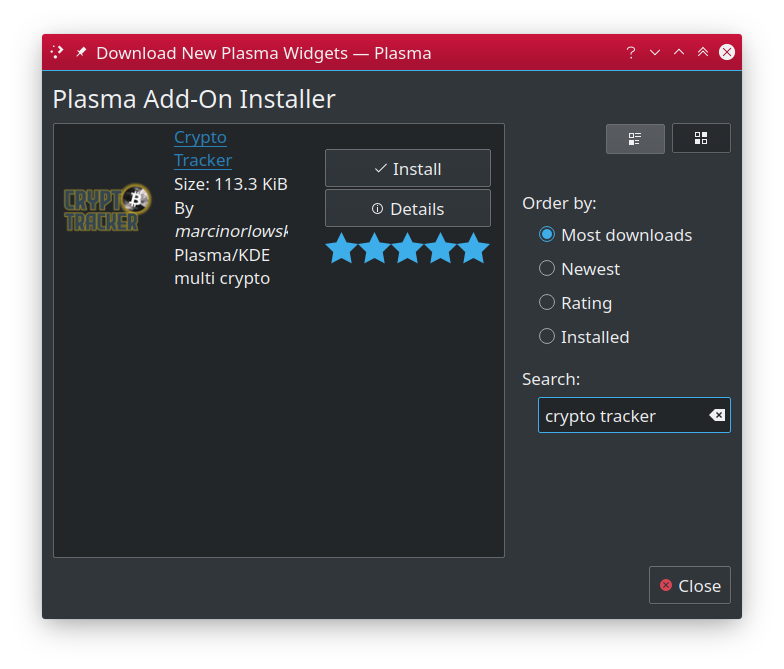 Download New Plasma Widgets — Plasma
Plasma Add-On Installer
CRYPTO
TRACKER
Crypto
Tracker
Size: 113.3 KiB
By
marcinorlowsk
Plasma/KDE
multi crypto
Install
Details
Order by:
Most downloads
Newest
Rating
Installed
Search:
crypto tracker
Close